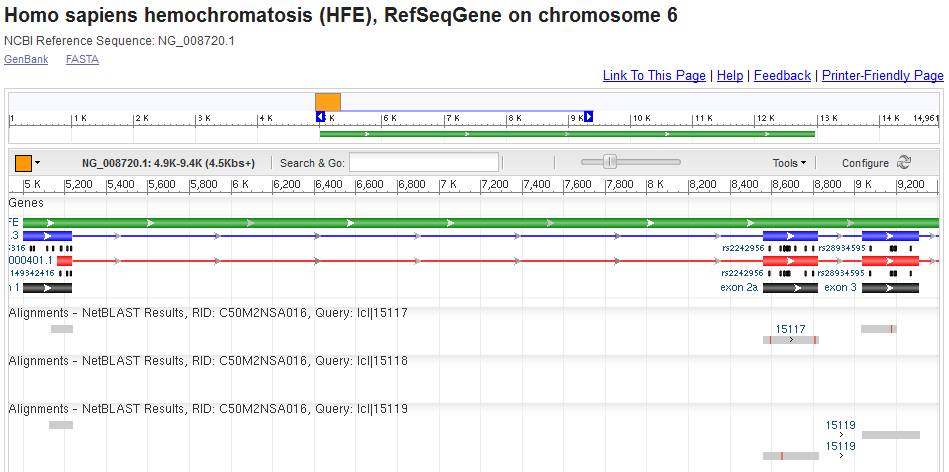 Homo sapiens hemochromatosis (HFE), RefSeqGene on chromosome 6
NCBI Reference Sequence: NG_008720.1
GenBank FASTA
Link To This Page | Help | Feedback | Printer-Friendly Page
1 1 K 2 K 3 K 4 K 6 K 7 K 8 K 9 K 10 K 11 K 12 K 13 K 14 K 14,961
NG_008720.1: 4.9K-9.4K (4.5Kbs+) Search & Go: Tools Configure
5 K 5,200 5,400 5,600 5,800 6 K 6,200 6,400 6,600 6,800 7 K 7,200 7,400 7,600 7,800 8 K 8,200 8,400 8,600 8,800 9 K 9,200
Genes
FE
.3
316 rs2242956 rs28934595
000401.1
149342416 rs2242956 rs28934595
n 1 exon 2a exon 3
Alignments - NetBLAST Results, RID: C50M2NSA016, Query: lcl|15117
15117
Alignments - NetBLAST Results, RID: C50M2NSA016, Query: lcl|15118
Alignments - NetBLAST Results, RID: C50M2NSA016, Query: lcl|15119
15119
15119